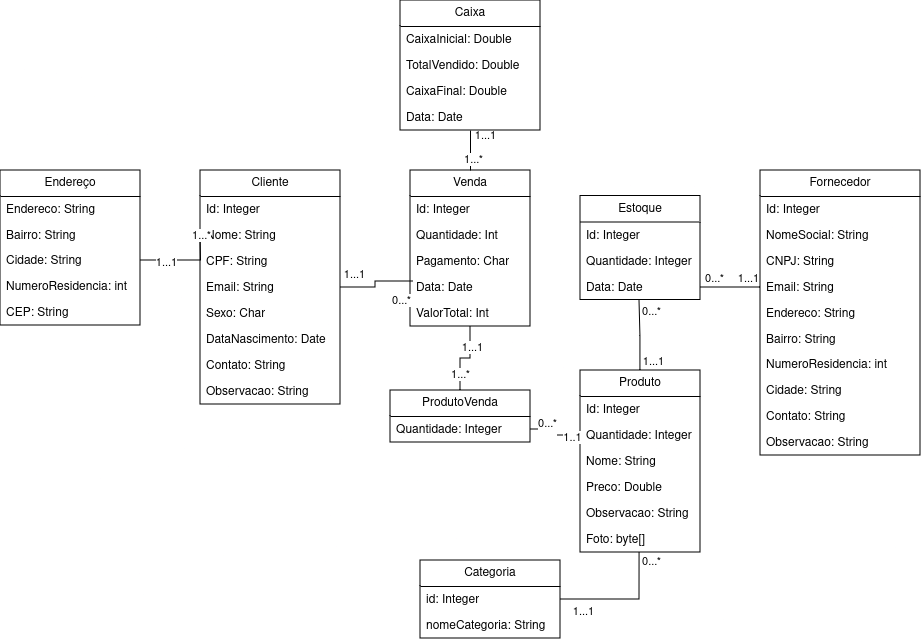 Caixa
CaixaInicial: Double
TotalVendido: Double
CaixaFinal: Double
Data: Date
1...1
1...*
Endereço
Endereco: String
Bairro: String
Cidade: String
NumeroResidencia: int
CEP: String
1...1
1...*
Cliente
Id: Integer
Nome: String
CPF: String
Email: String
Sexo: Char
DataNascimento: Date
Contato: String
Observacao: String
1...1
0...*
Venda
Id: Integer
Quantidade: Int
Pagamento: Char
Data: Date
ValorTotal: Int
1...1
1...*
ProdutoVenda
Quantidade: Integer
0...*
1...1
Estoque
Id: Integer
Quantidade: Integer
Data: Date
0...*
1...1
0...*
1...1
Fornecedor
Id: Integer
NomeSocial: String
CNPJ: String
Email: String
Endereco: String
Bairro: String
NumeroResidencia: int
Cidade: String
Contato: String
Observacao: String
Produto
Id: Integer
Quantidade: Integer
Nome: String
Preco: Double
Observacao: String
Foto: byte[]
0...*
1...1
Categoria
id: Integer
nomeCategoria: String